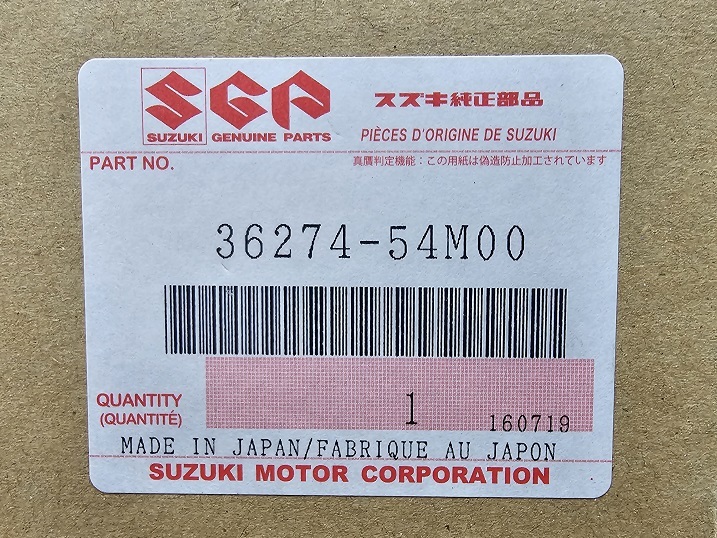 SGP
スズキ純正部品
SUZUKI GENUINE PARTS
PIÈCES D'ORIGINE DE SUZUKI
PART NO.
真贋判定機能：この用紙は偽造防止加工されています
36274-54M00
QUANTITY
(QUANTITÉ)
1
160719
MADE IN JAPAN/FABRIQUE AU JAPON
SUZUKI MOTOR CORPORATION